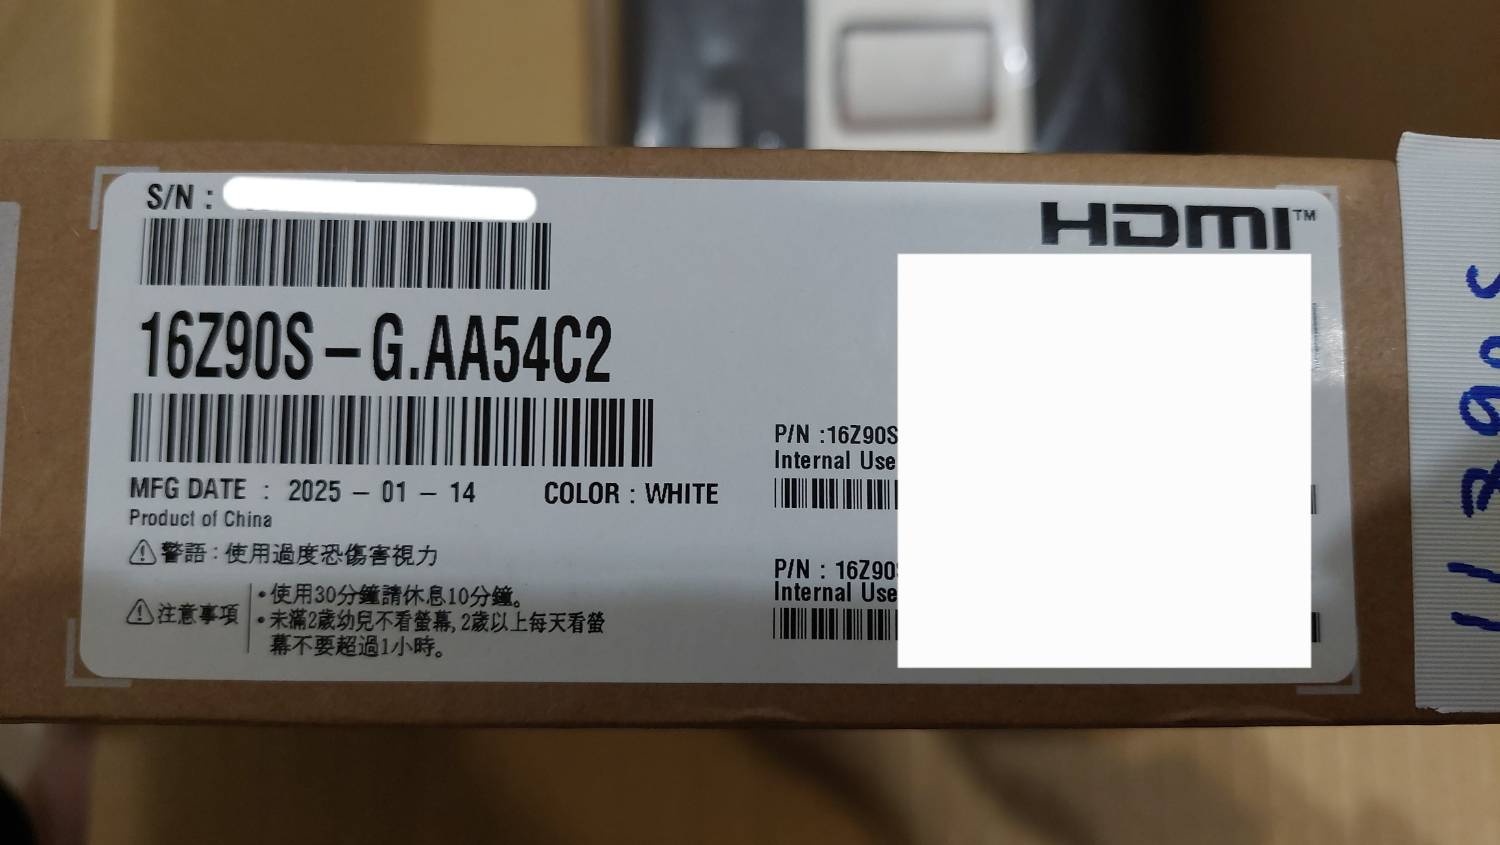 S/N :
HDMI™
16Z90S-G.AA54C2
P/N :16Z90S
Internal Use
MFG DATE : 2025 - 01 - 14 COLOR : WHITE
Product of China
警語:使用過度恐傷害視力
P/N : 16Z90
Internal Use
注意事項
•使用30分鐘請休息10分鐘。
•未滿2歲幼兒不看螢幕,2歲以上每天看螢
幕不要超過1小時。